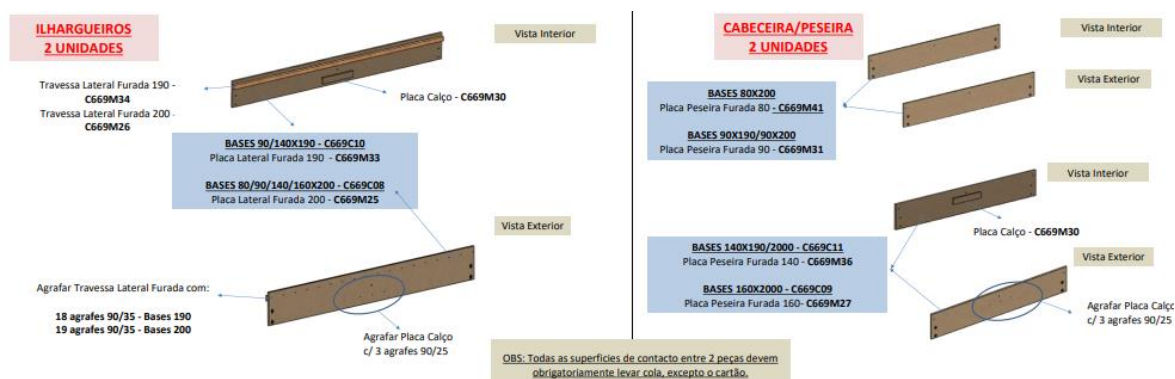 ILHARGUEIROS
2 UNIDADES
Vista Interior
Travessa Lateral Furada 190 -
C669M34
Travessa Lateral Furada 200 -
C669M26
Placa Calço - C669M30
BASES 90/140X190 - C669C10
Placa Lateral Furada 190 - C669M33
BASES 80/90/140/160X200 - C669C08
Placa Lateral Furada 200 - C669M25
Vista Exterior
Agrafar Travessa Lateral Furada com:
18 agrafes 90/35 - Bases 190
19 agrafes 90/35 - Bases 200
Agrafar Placa Calço
c/ 3 agrafes 90/25
CABECEIRA/PESEIRA
2 UNIDADES
Vista Interior
Vista Exterior
BASES 80X200
Placa Peseira Furada 80 - C669M41
BASES 90X190/90X200
Placa Peseira Furada 90 - C669M31
Vista Interior
Placa Calço - C669M30
BASES 140X190/2000 - C669C11
Placa Peseira Furada 140 - C669M36
BASES 160X2000 - C669C09
Placa Peseira Furada 160- C669M27
Vista Exterior
Agrafar Placa Calço
c/ 3 agrafes 90/25
OBS: Todas as superficies de contacto entre 2 peças devem
obrigatoriamente levar cola, excepto o cartão.